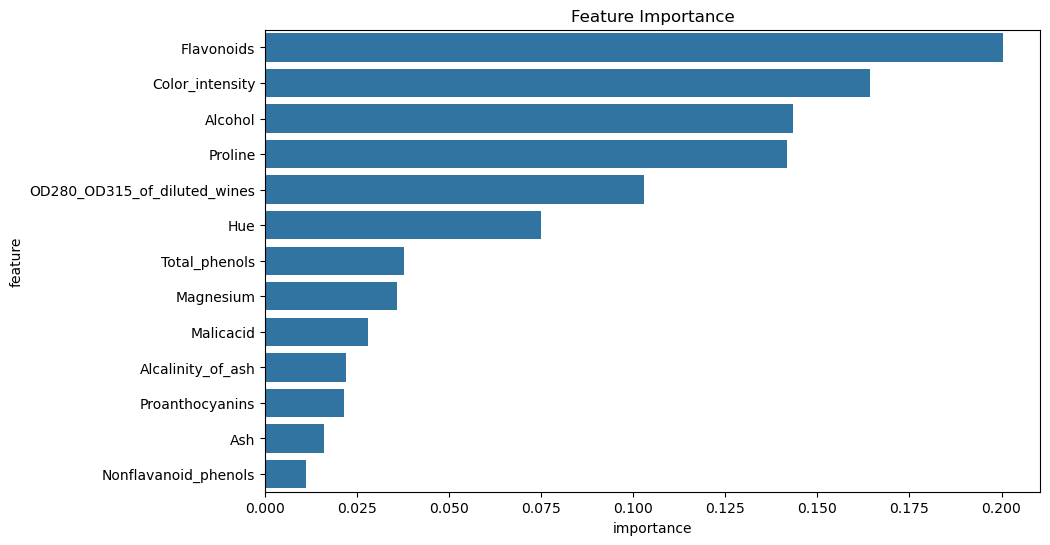 Feature Importance
Flavonoids
Color_intensity
Alcohol
Proline
OD280_OD315_of_diluted_wines
Hue
Total_phenols
Magnesium
Malicacid
Alcalinity_of_ash
Proanthocyanins
Ash
Nonflavanoid_phenols
feature
0.000 0.025 0.050 0.075 0.100 0.125 0.150 0.175 0.200
importance